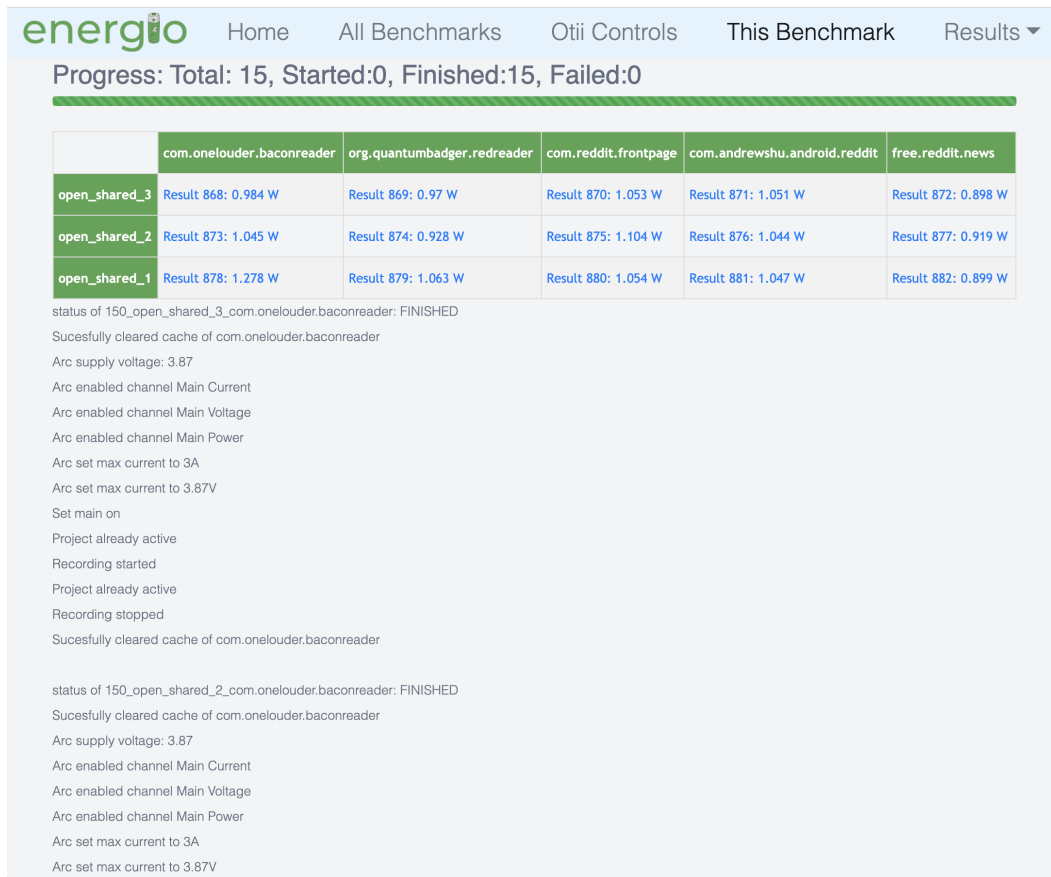 energio Home All Benchmarks Otii Controls This Benchmark Results
Progress: Total: 15, Started:0, Finished:15, Failed:0
com.onelouder.baconreader org.quantumbadger.redreader com.reddit.frontpage com.andrewshu.android.reddit free.reddit.news
open_shared_3 Result 868: 0.984 W Result 869: 0.97 W Result 870: 1.053 W Result 871: 1.051 W Result 872: 0.898 W
open_shared_2 Result 873: 1.045 W Result 874: 0.928 W Result 875: 1.104 W Result 876: 1.044 W Result 877: 0.919 W
open_shared_1 Result 878: 1.278 W Result 879: 1.063 W Result 880: 1.054 W Result 881: 1.047 W Result 882: 0.899 W
status of 150_open_shared_3_com.onelouder.baconreader: FINISHED
Sucesfully cleared cache of com.onelouder.baconreader
Arc supply voltage: 3.87
Arc enabled channel Main Current
Arc enabled channel Main Voltage
Arc enabled channel Main Power
Arc set max current to 3A
Arc set max current to 3.87V
Set main on
Project already active
Recording started
Project already active
Recording stopped
Sucesfully cleared cache of com.onelouder.baconreader
status of 150_open_shared_2_com.onelouder.baconreader: FINISHED
Sucesfully cleared cache of com.onelouder.baconreader
Arc supply voltage: 3.87
Arc enabled channel Main Current
Arc enabled channel Main Voltage
Arc enabled channel Main Power
Arc set max current to 3A
Arc set max current to 3.87V